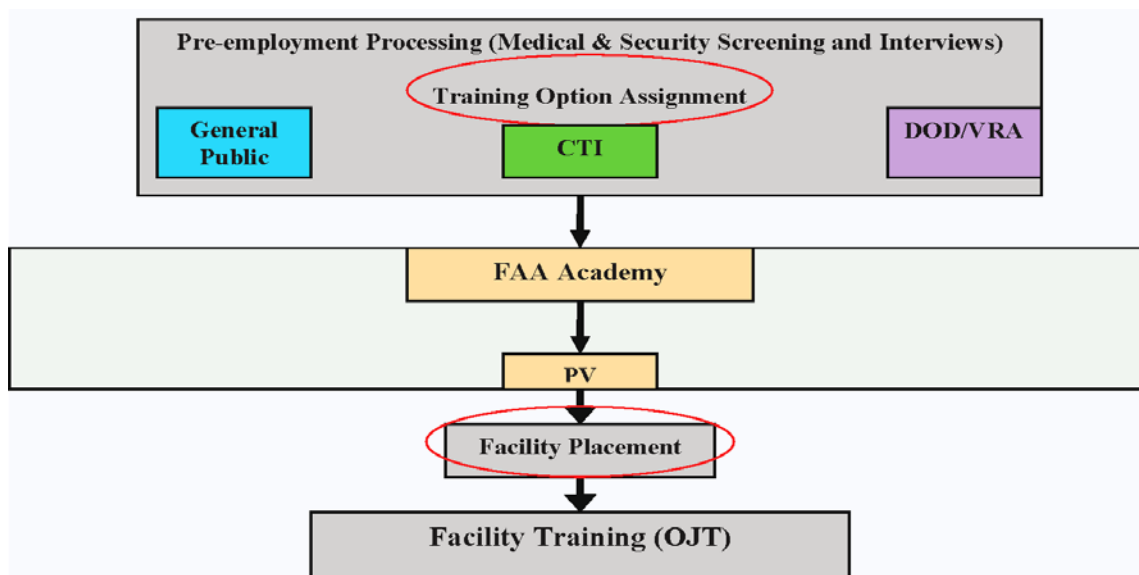 Pre-employment Processing (Medical & Security Screening and Interviews)
Training Option Assignment
General
Public
CTI
DOD/VRA
FAA Academy
PV
Facility Placement
Facility Training (OJT)